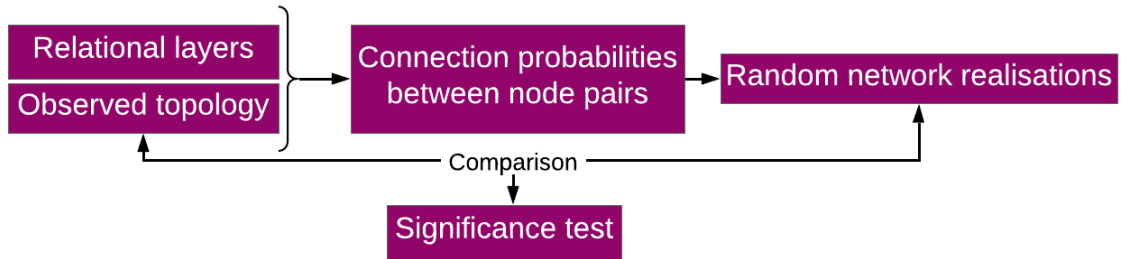 Relational layers
Observed topology
Connection probabilities
between node pairs
Random network realisations
Comparison
Significance test